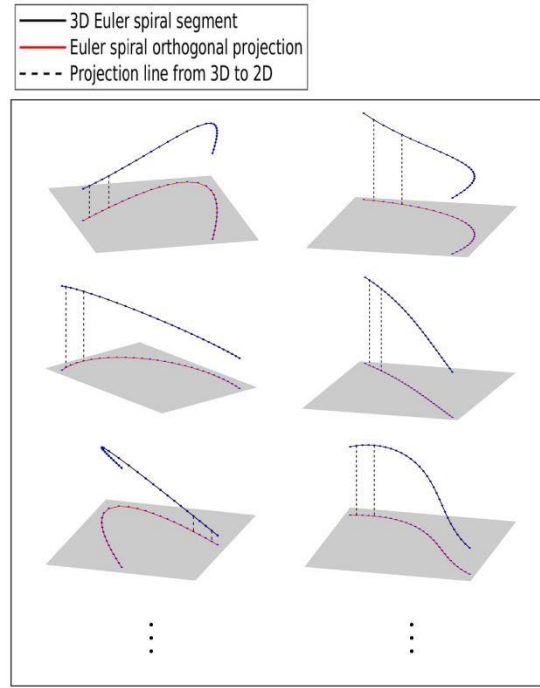 3D Euler spiral segment
Euler spiral orthogonal projection
Projection line from 3D to 2D